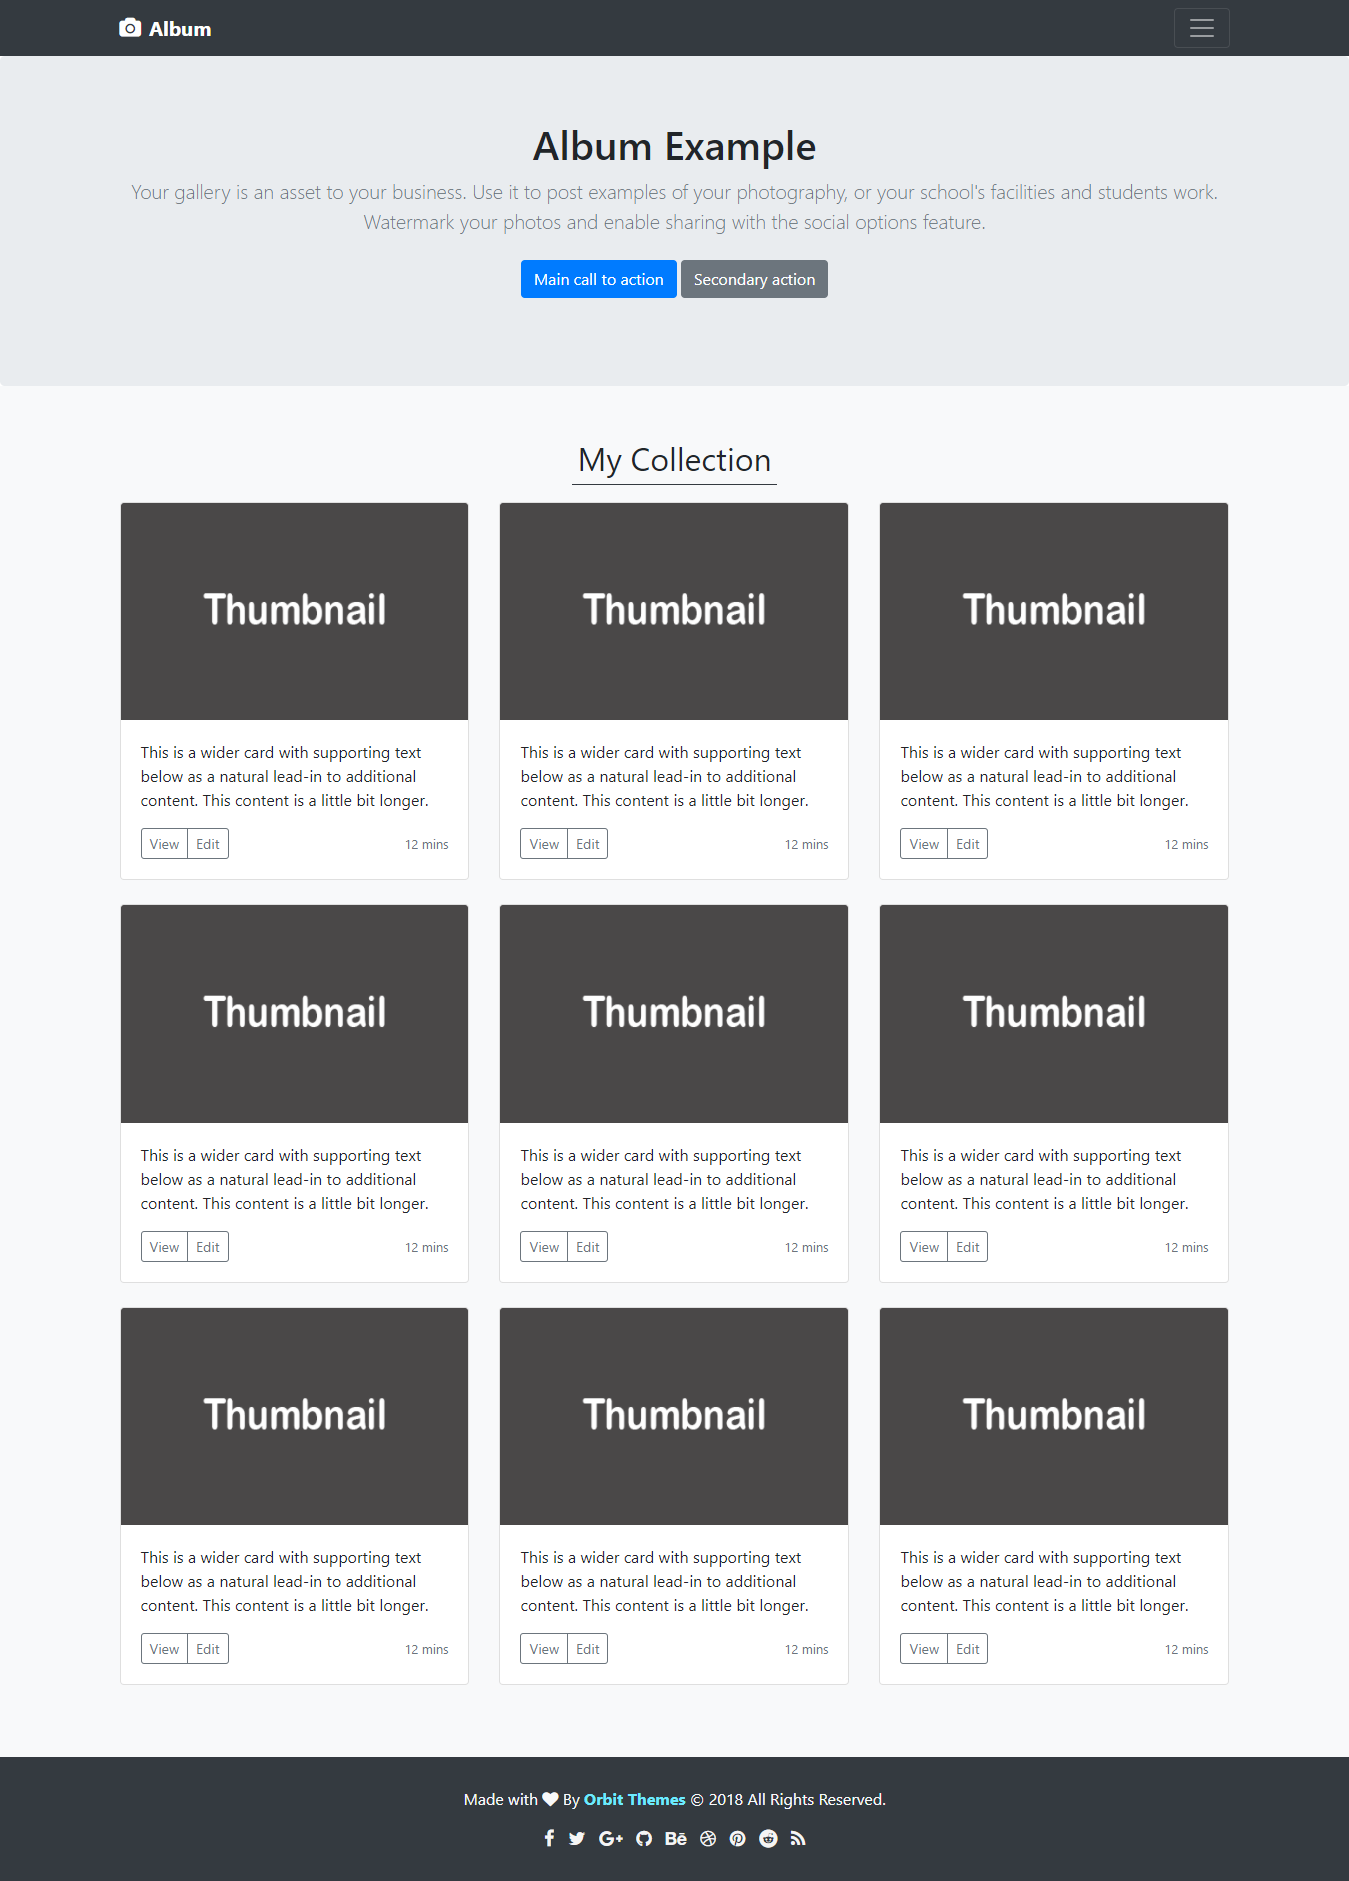 Album
Album Example
Your gallery is an asset to your business. Use it to post examples of your photography, or your school's facilities and students work.
Watermark your photos and enable sharing with the social options feature.
Main call to action Secondary action
My Collection
Thumbnail
This is a wider card with supporting text
below as a natural lead-in to additional
content. This content is a little bit longer.
View Edit 12 mins
Thumbnail
This is a wider card with supporting text
below as a natural lead-in to additional
content. This content is a little bit longer.
View Edit 12 mins
Thumbnail
This is a wider card with supporting text
below as a natural lead-in to additional
content. This content is a little bit longer.
View Edit 12 mins
Thumbnail
This is a wider card with supporting text
below as a natural lead-in to additional
content. This content is a little bit longer.
View Edit 12 mins
Thumbnail
This is a wider card with supporting text
below as a natural lead-in to additional
content. This content is a little bit longer.
View Edit 12 mins
Thumbnail
This is a wider card with supporting text
below as a natural lead-in to additional
content. This content is a little bit longer.
View Edit 12 mins
Thumbnail
This is a wider card with supporting text
below as a natural lead-in to additional
content. This content is a little bit longer.
View Edit 12 mins
Thumbnail
This is a wider card with supporting text
below as a natural lead-in to additional
content. This content is a little bit longer.
View Edit 12 mins
Thumbnail
This is a wider card with supporting text
below as a natural lead-in to additional
content. This content is a little bit longer.
View Edit 12 mins
Made with By Orbit Themes © 2018 All Rights Reserved.